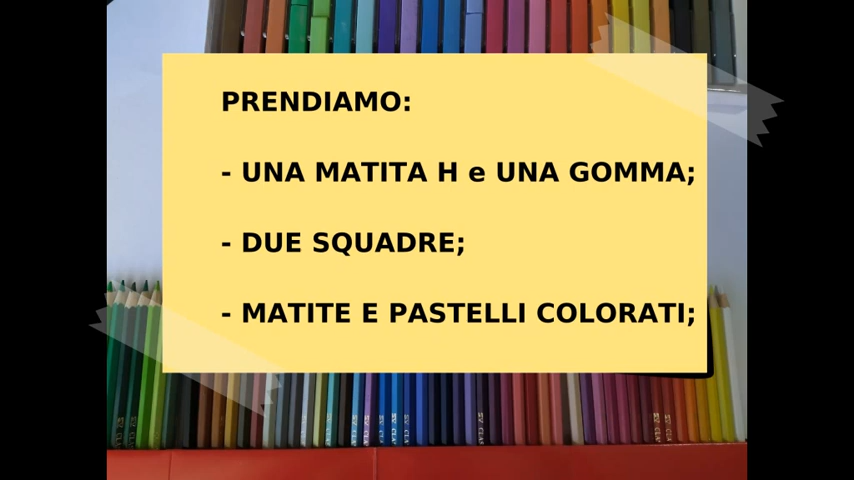 PRENDIAMO:
- UNA MATITA H e UNA GOMMA;
- DUE SQUADRE;
- MATITE E PASTELLI COLORATI;